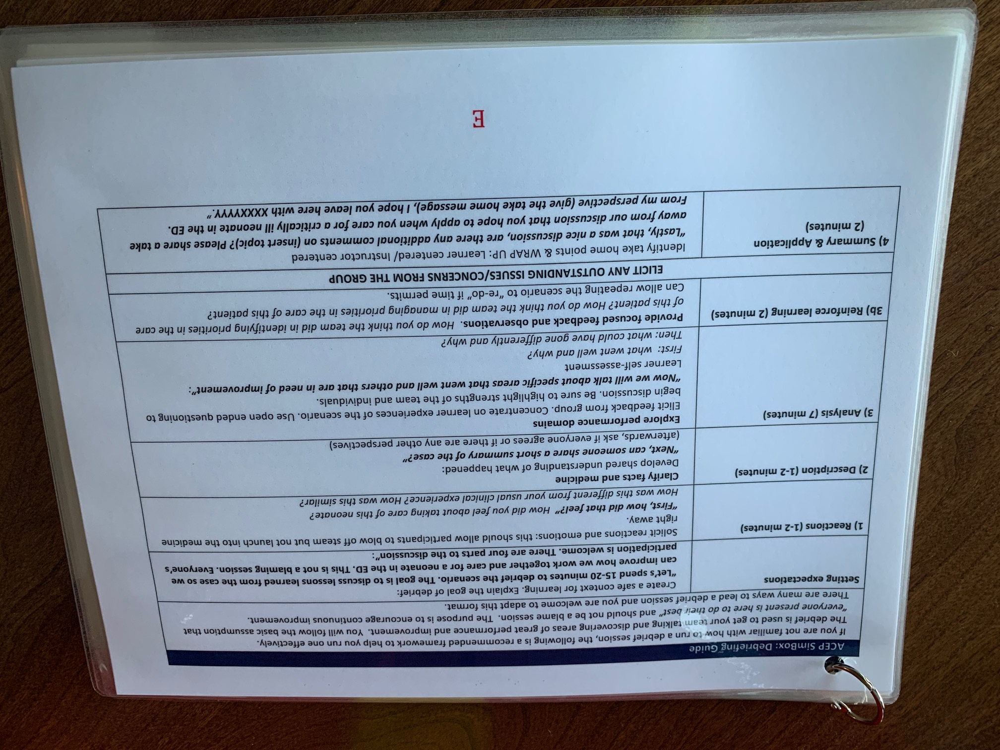 ACEP SimBox: Debriefing Guide
If you are not familiar with how to run a debrief session, the following is a recommended framework to help you run one effectively.
The debrief is used to get your team talking and discovering areas of great performance and improvement. You will follow the basic assumption that
"everyone present is here to do their best" and should not be a blame session. The purpose is to encourage continuous improvement.
There are many ways to lead a debrief session and you are welcome to adapt this format.
Setting expectations
Create a safe context for learning. Explain the goal of debrief:
"Let's spend 15-20 minutes to debrief the scenario. The goal is to discuss lessons learned from the case so we
can improve how we work together and care for a neonate in the ED. This is not a blaming session. Everyone's
participation is welcome. There are four parts to the discussion":
1) Reactions (1-2 minutes)
Solicit reactions and emotions: this should allow participants to blow off steam but not launch into the medicine
right away.
"First, how did that feel?" How did you feel about taking care of this neonate?
How was this different from your usual clinical experience? How was this similar?
2) Description (1-2 minutes)
Clarify facts and medicine
Develop shared understanding of what happened:
"Next, can someone share a short summary of the case?"
(afterwards, ask if everyone agrees or if there are any other perspectives)
3) Analysis (7 minutes)
Explore performance domains
Elicit feedback from group. Concentrate on learner experiences of the scenario. Use open ended questioning to
begin discussion. Be sure to highlight strengths of the team and individuals.
"Now we will talk about specific areas that went well and others that are in need of improvement":
Learner self-assessment
First: what went well and why?
Then: what could have gone differently and why?
3b) Reinforce learning (2 minutes)
Provide focused feedback and observations. How do you think the team did in identifying priorities in the care
of this patient? How do you think the team did in managing priorities in the care of this patient?
Can allow repeating the scenario to "re-do" if time permits.
ELICIT ANY OUTSTANDING ISSUES/CONCERNS FROM THE GROUP
4) Summary & Application
(2 minutes)
Identify take home points & WRAP UP: Learner centered/ Instructor centered
"Lastly, that was a nice discussion, are there any additional comments on (insert topic)? Please share a take
away from our discussion that you hope to apply when you care for a critically ill neonate in the ED.
From my perspective (give the take home message), I hope you leave here with XXXXYYYY."
E